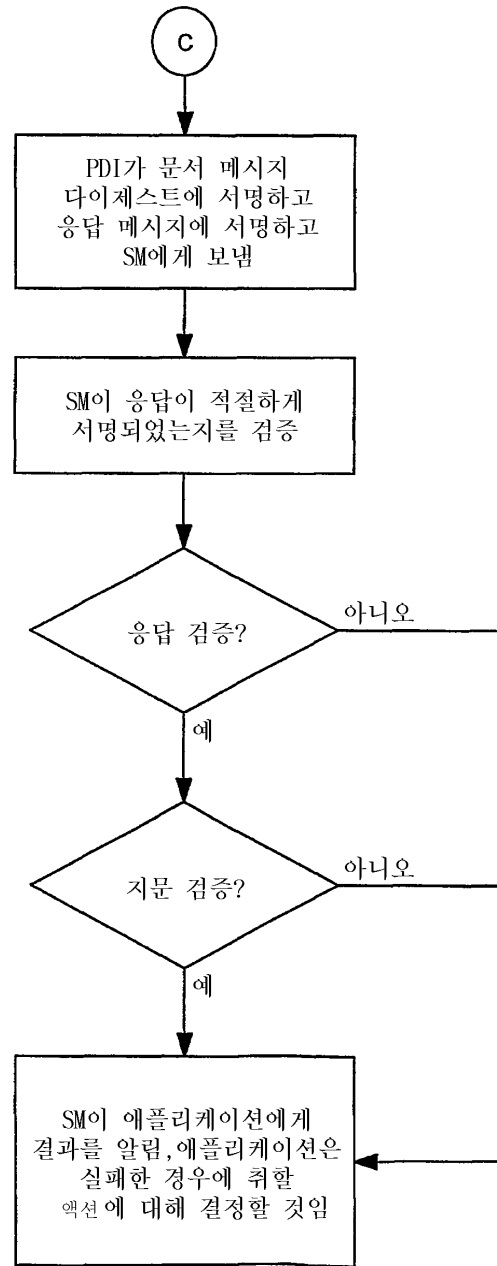 C
PDI가 문서 메시지
다이제스트에 서명하고
응답 메시지에 서명하고
SM에게 보냄
SM이 응답이 적절하게
서명되었는지를 검증
응답 검증?
아니오
예
지문 검증?
아니오
예
SM이 애플리케이션에게
결과를 알림,애플리케이션은
실패한 경우에 취할
액션에 대해 결정할 것임